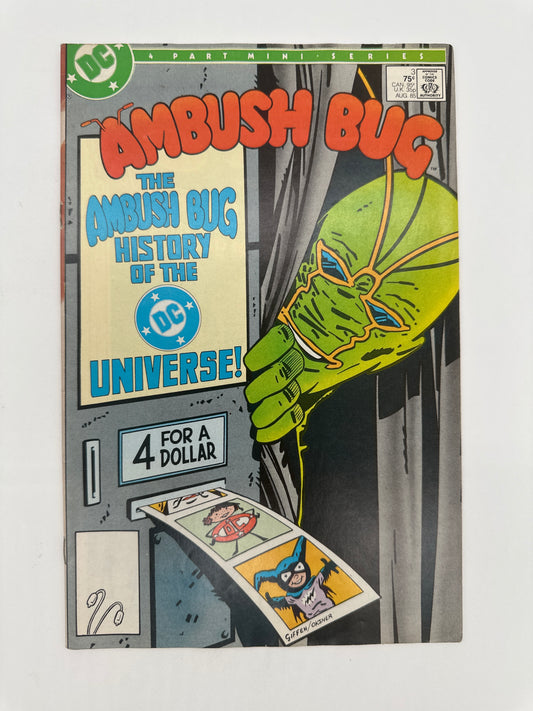 DC
4 PART MINI-SERIES
3
75¢
CAN. 95¢
U.K. 35p
AUG. 85
APPROVED BY THE COMICS CODE AUTHORITY
AMBUSH BUG
THE
AMBUSH BUG
HISTORY
OF THE
DC
UNIVERSE!
4 FOR A
DOLLAR
GIFFEN/OKSNER